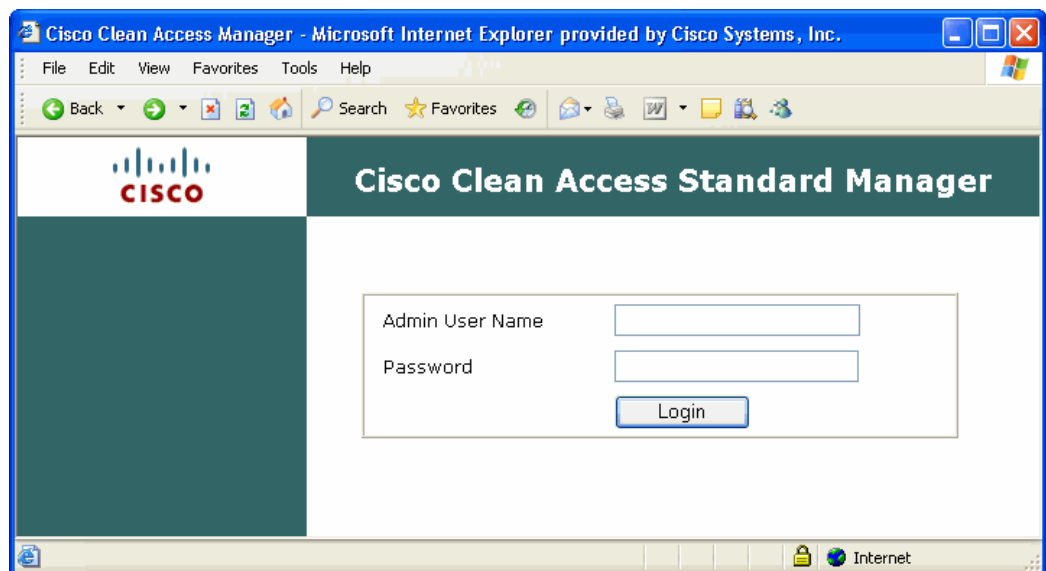 Cisco Clean Access Manager - Microsoft Internet Explorer provided by Cisco Systems, Inc.
File Edit View Favorites Tools Help
Back Search Favorites
CISCO
Cisco Clean Access Standard Manager
Admin User Name
Password
Login
Internet